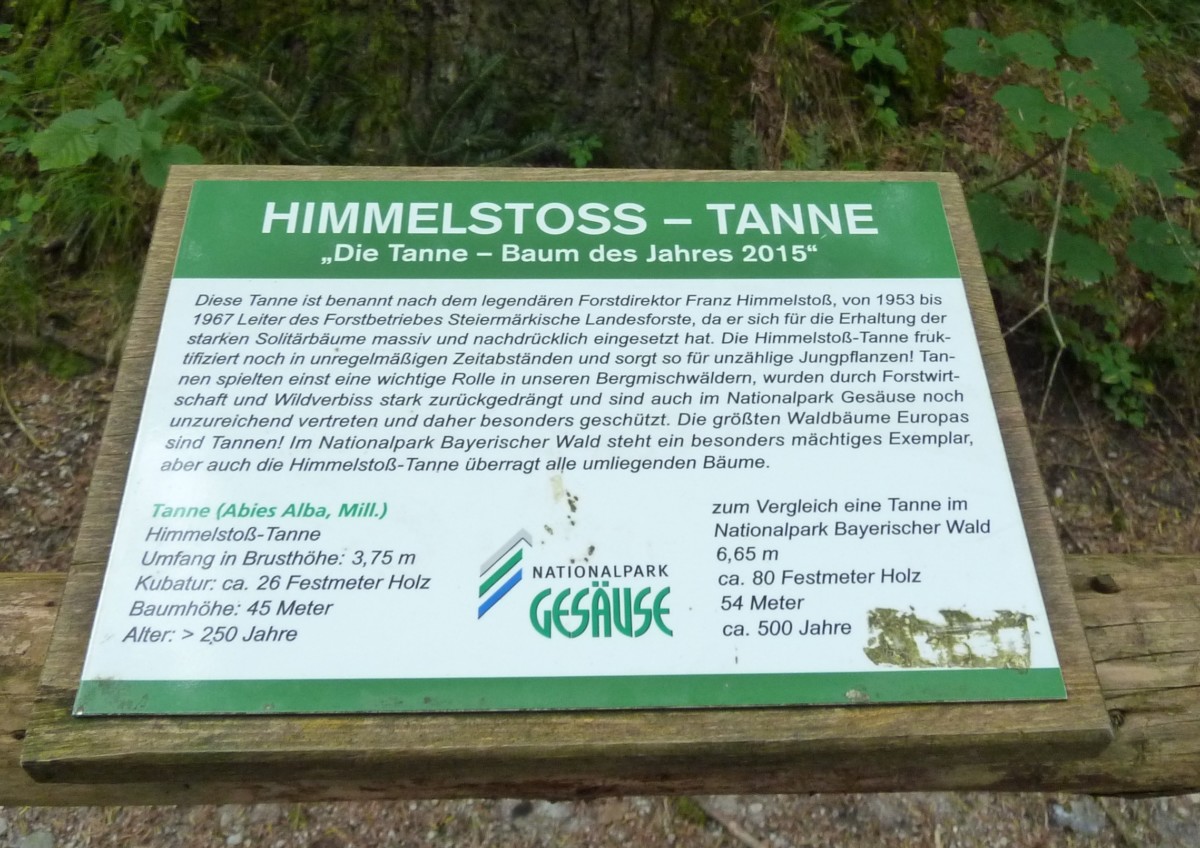 HIMMELSTOSS – TANNE
„Die Tanne – Baum des Jahres 2015“
Diese Tanne ist benannt nach dem legendären Forstdirektor Franz Himmelstoß, von 1953 bis
1967 Leiter des Forstbetriebes Steiermärkische Landesforste, da er sich für die Erhaltung der
starken Solitärbäume massiv und nachdrücklich eingesetzt hat. Die Himmelstoß-Tanne fruk-
tifiziert noch in unregelmäßigen Zeitabständen und sorgt so für unzählige Jungpflanzen! Tan-
nen spielten einst eine wichtige Rolle in unseren Bergmischwäldern, wurden durch Forstwirt-
schaft und Wildverbiss stark zurückgedrängt und sind auch im Nationalpark Gesäuse noch
unzureichend vertreten und daher besonders geschützt. Die größten Waldbäume Europas
sind Tannen! Im Nationalpark Bayerischer Wald steht ein besonders mächtiges Exemplar,
aber auch die Himmelstoß-Tanne überragt alle umliegenden Bäume.
Tanne (Abies Alba, Mill.)
Himmelstoß-Tanne
Umfang in Brusthöhe: 3,75 m
Kubatur: ca. 26 Festmeter Holz
Baumhöhe: 45 Meter
Alter: > 250 Jahre
NATIONALPARK
GESÄUSE
zum Vergleich eine Tanne im
Nationalpark Bayerischer Wald
6,65 m
ca. 80 Festmeter Holz
54 Meter
ca. 500 Jahre